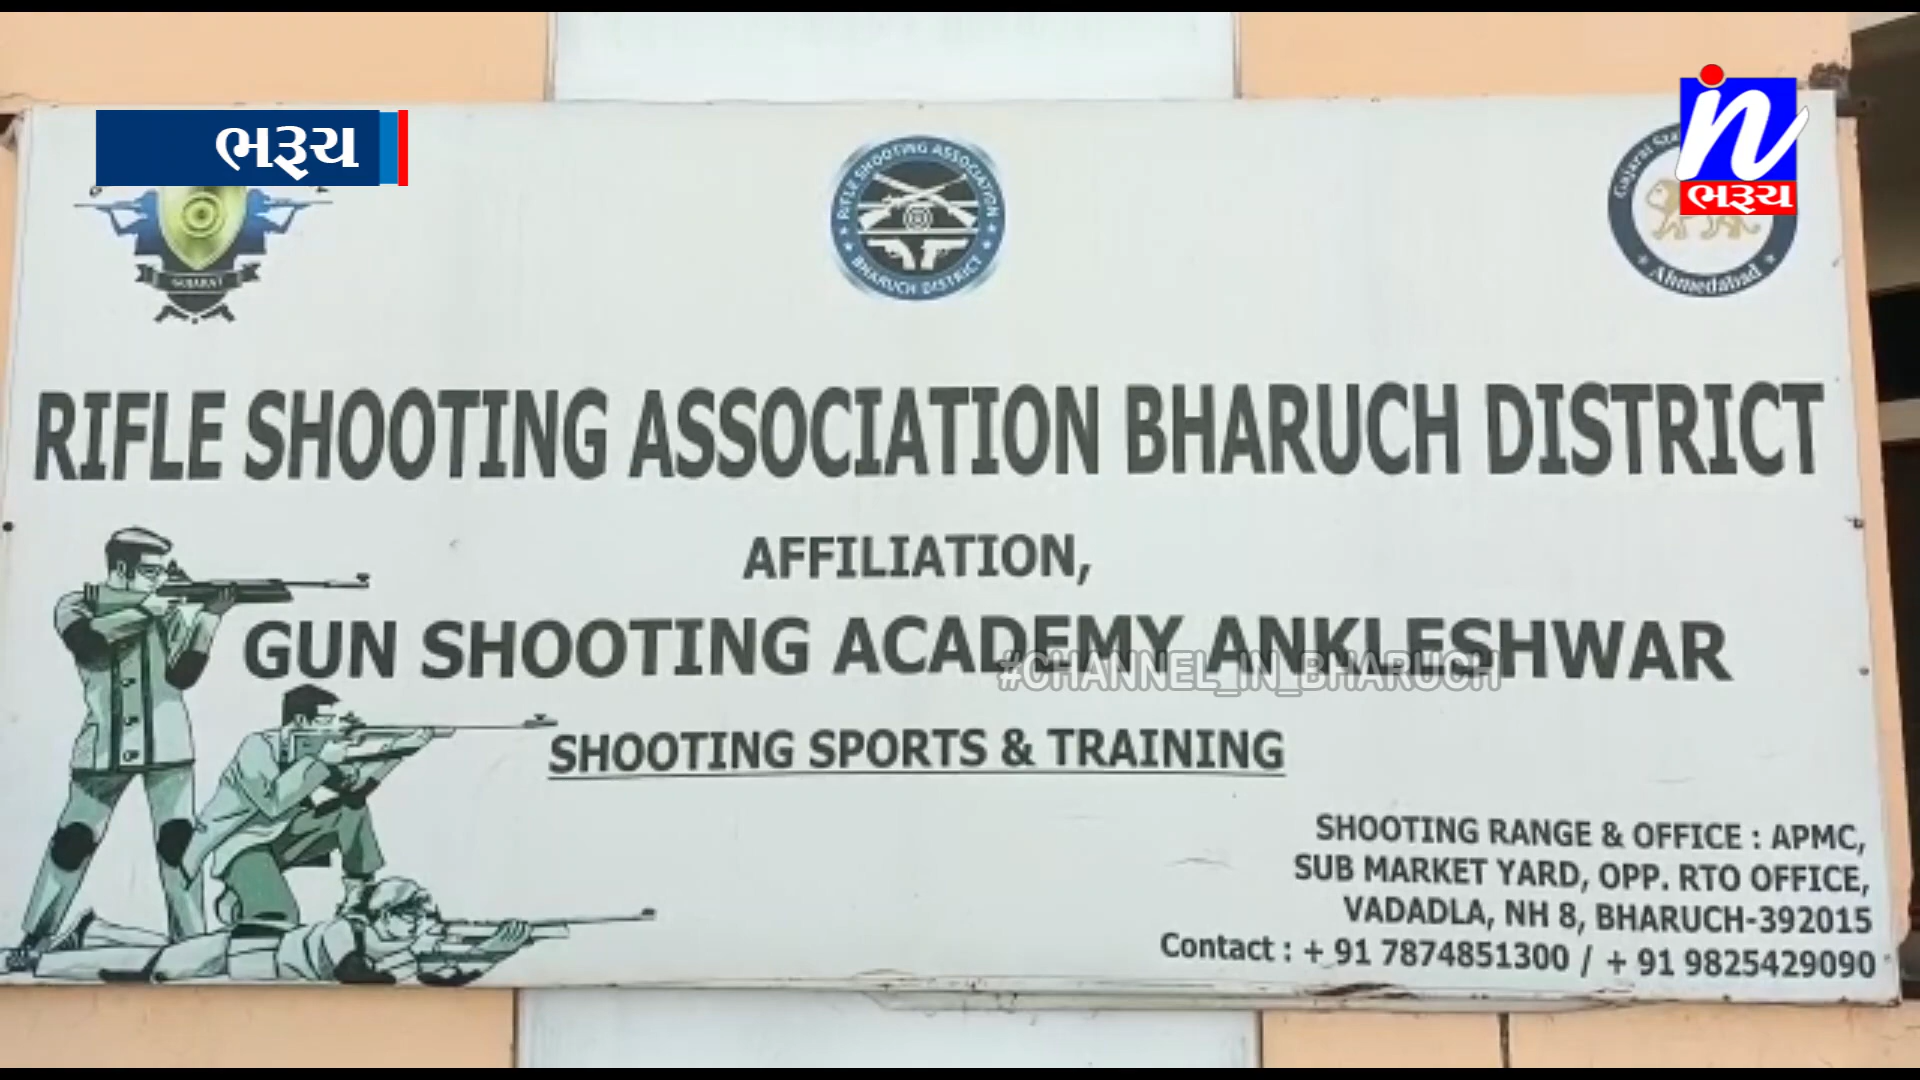 ભરૂચ
in
ભરૂચ
GUJARAT
RIFLE SHOOTING ASSOCIATION
BHARUCH DISTRICT
Gujarat
Ahmedabad
RIFLE SHOOTING ASSOCIATION BHARUCH DISTRICT
AFFILIATION,
GUN SHOOTING ACADEMY ANKLESHWAR
#CHANNEL_IN_BHARUCH
SHOOTING SPORTS & TRAINING
SHOOTING RANGE & OFFICE : APMC,
SUB MARKET YARD, OPP. RTO OFFICE,
VADADLA, NH 8, BHARUCH-392015
Contact : + 91 7874851300 / + 91 9825429090